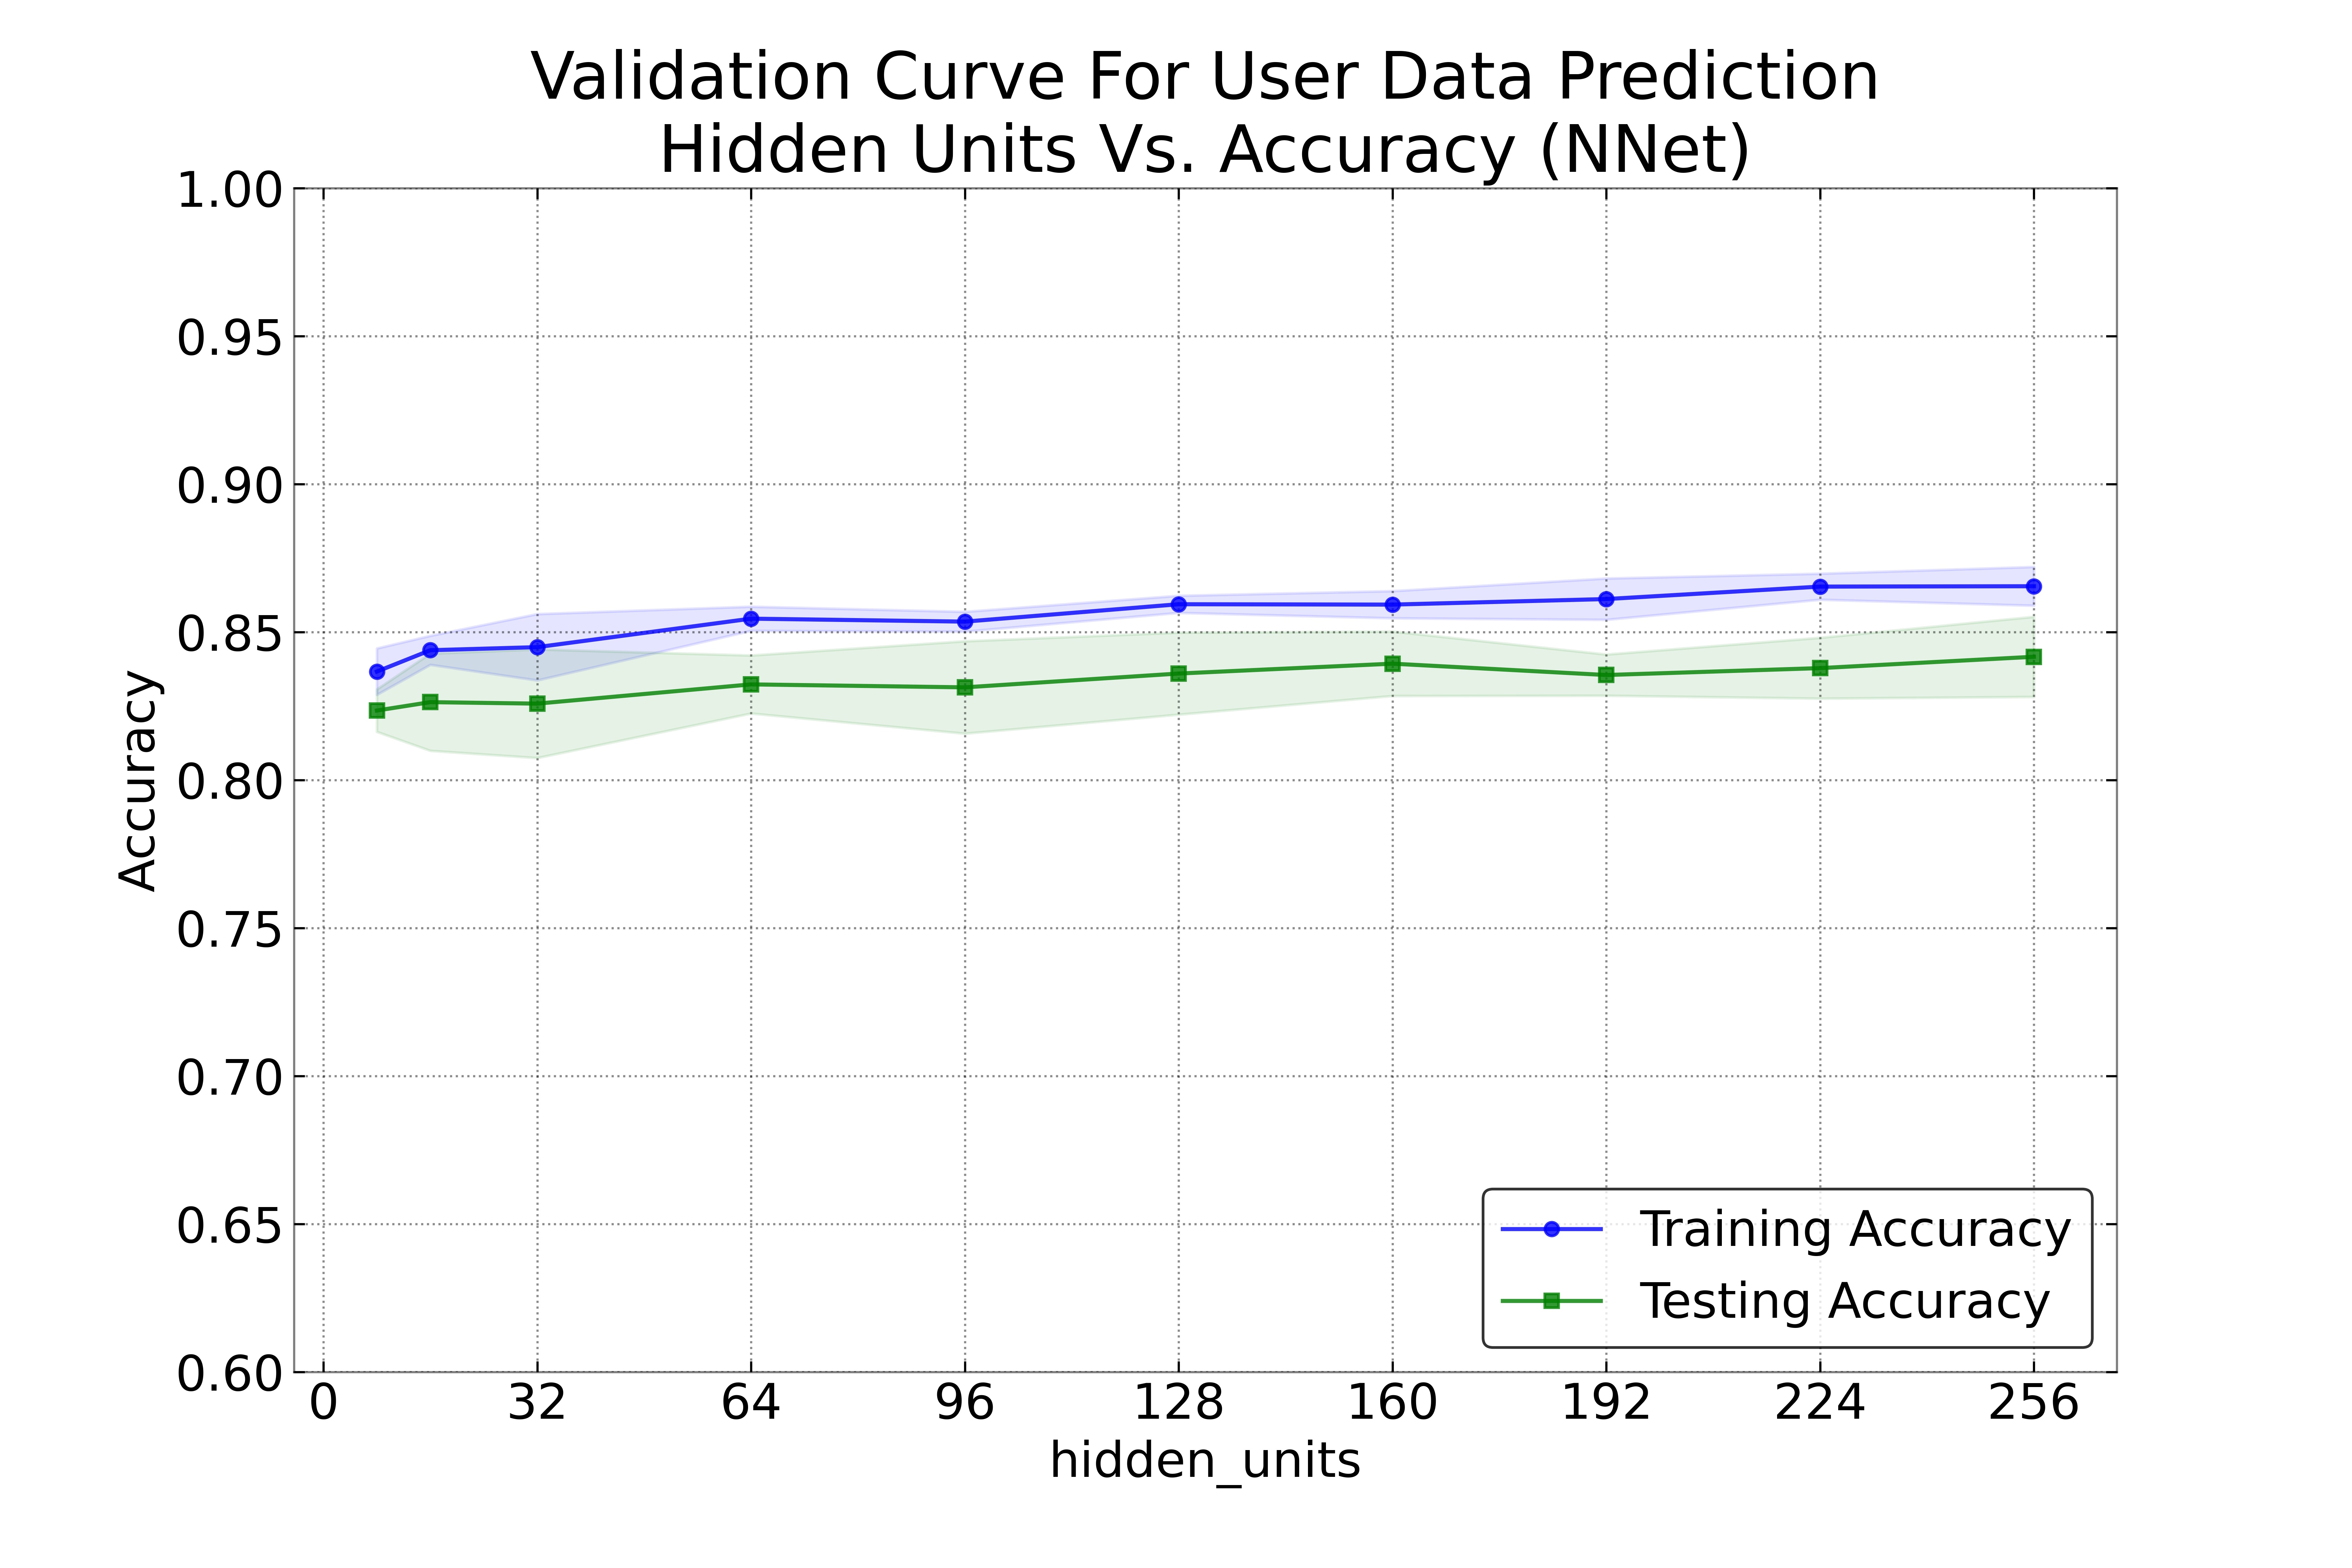 Validation Curve For User Data Prediction
Hidden Units Vs. Accuracy (NNet)
1.00
0.95
0.90
0.85
0.80
0.75
0.70
0.65
0.60
Accuracy
Training Accuracy
Testing Accuracy
0 32 64 96 128 160 192 224 256
hidden_units